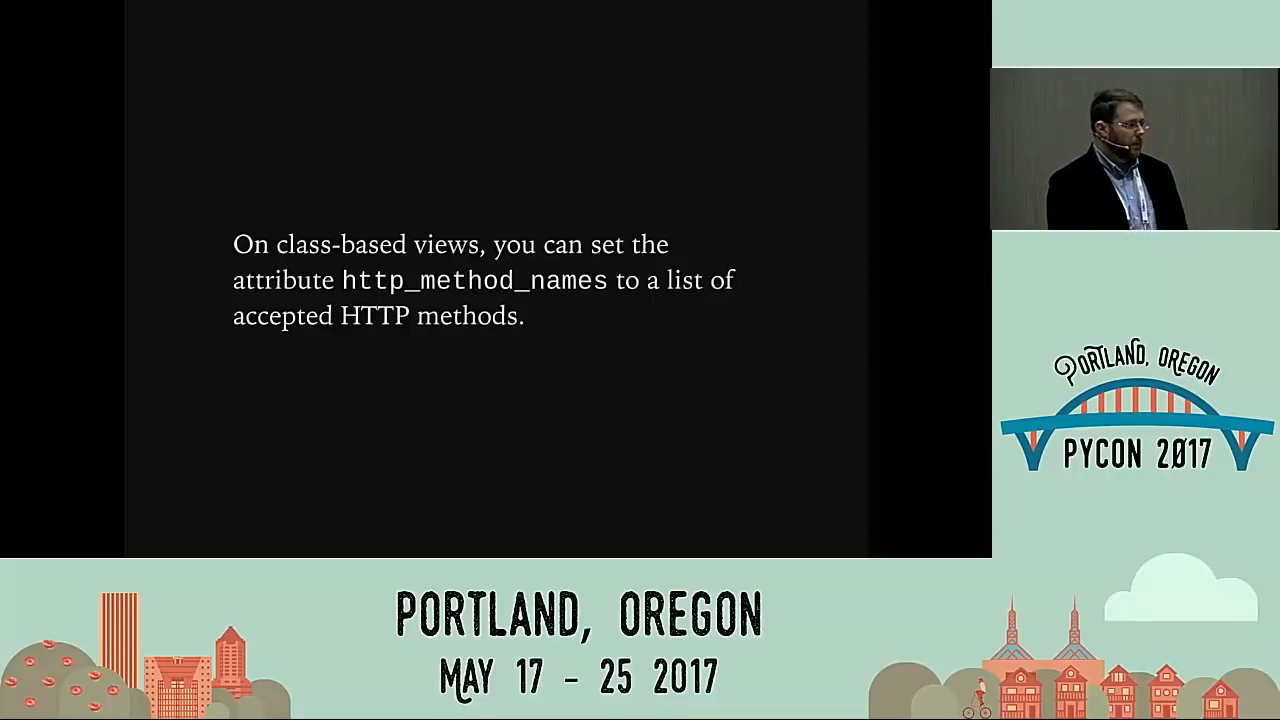 On class-based views, you can set the
attribute http_method_names to a list of
accepted HTTP methods.
PORTLAND, OREGON
PYCON 2017
PORTLAND, OREGON
MAY 17 - 25 2017